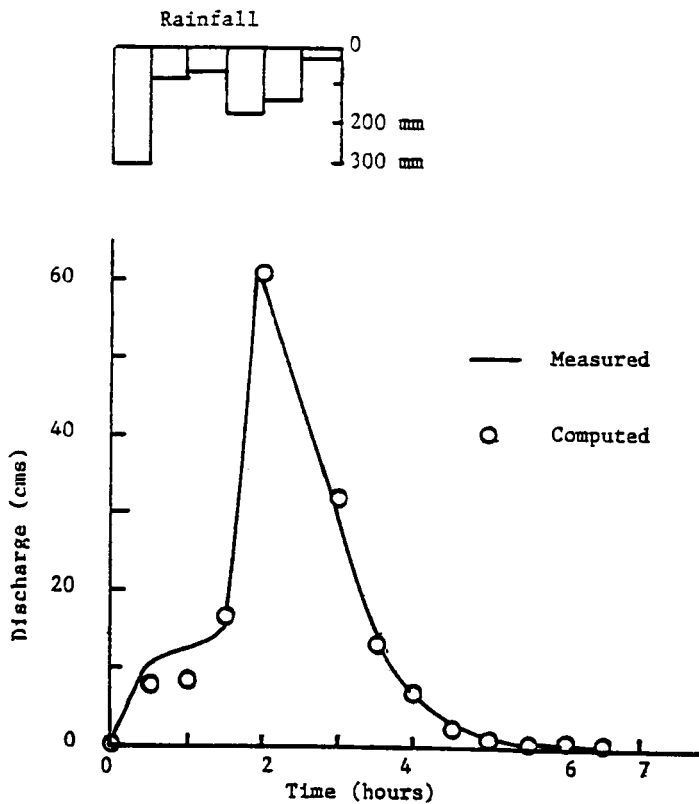 Rainfall
0
200 mm
300 mm
60
40
20
0
Discharge (cms)
Measured
Computed
0 2 4 6 7
Time (hours)